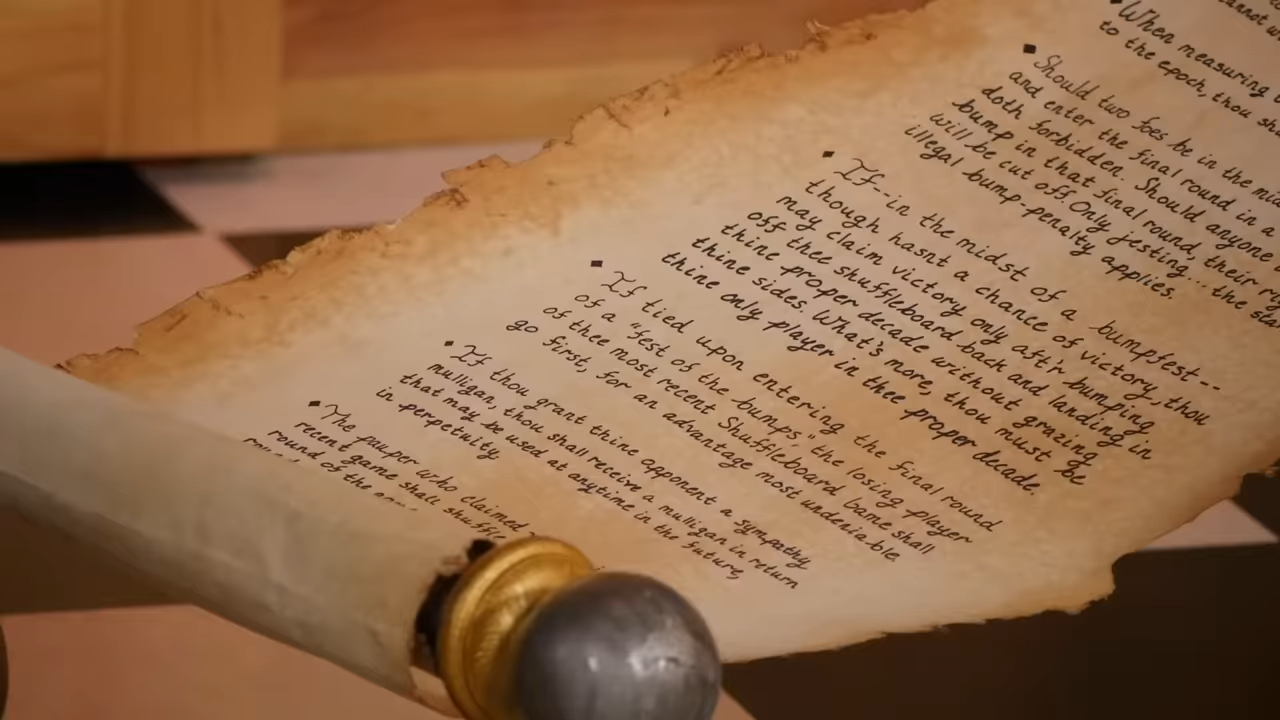 cannot w
When measuring
to the epoch, thou sh
Should two foes be in the mi
and enter the final round in a
doth forbidden. Should anyone
bump in that final round, their ri
will be cut off. Only jesting... the sta
illegal bump-penalty applies.
If--in the midst of a bumpfest--
though hasnt a chance of victory, thou
may claim victory only aft'r bumping
off thee shuffleboard back and landing in
thine proper decade without grazing
thine sides. What's more, thou must be
thine only player in thee proper decade.
If tied upon entering the final round
of a "fest of the bumps," the losing player
of thee most recent Shuffleboard Game shall
go first, for an advantage most undeniable.
If thou grant thine opponent a sympathy
mulligan, thou shall receive a mulligan in return
that may be used at anytime in the future,
in perpetuity.
The pauper who claimed
recent game shall shuffle
round of the